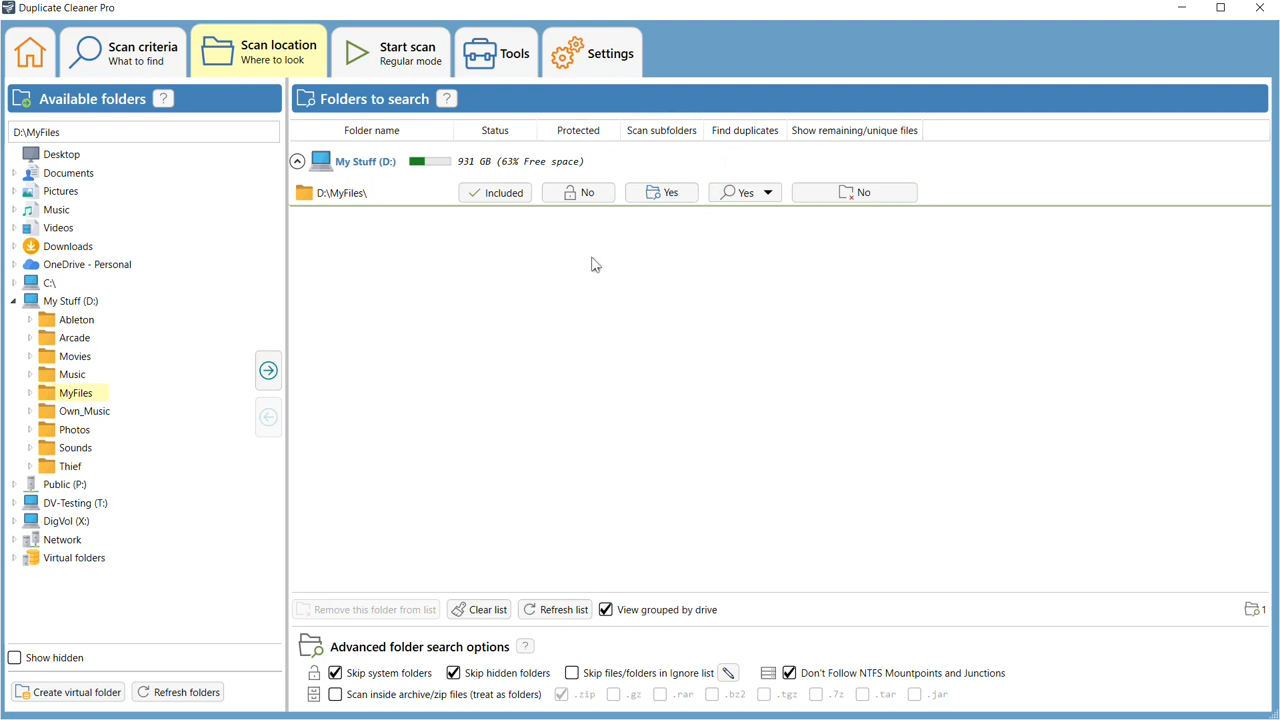 Duplicate Cleaner Pro
Scan criteria
What to find
Scan location
Where to look
Start scan
Regular mode
Tools
Settings
Available folders ?
D:\MyFiles
Desktop
Documents
Pictures
Music
Videos
Downloads
OneDrive - Personal
C:\
My Stuff (D:)
Ableton
Arcade
Movies
Music
MyFiles
Own_Music
Photos
Sounds
Thief
Public (P:)
DV-Testing (T:)
DigVol (X:)
Network
Virtual folders
Show hidden
Create virtual folder Refresh folders
Folders to search ?
Folder name Status Protected Scan subfolders Find duplicates Show remaining/unique files
My Stuff (D:) 931 GB (63% Free space)
D:\MyFiles\ Included No Yes Yes No
Remove this folder from list Clear list Refresh list View grouped by drive 1
Advanced folder search options ?
Skip system folders Skip hidden folders Skip files/folders in Ignore list Don't Follow NTFS Mountpoints and Junctions
Scan inside archive/zip files (treat as folders) .zip .gz .rar .bz2 .tgz .7z .tar .jar